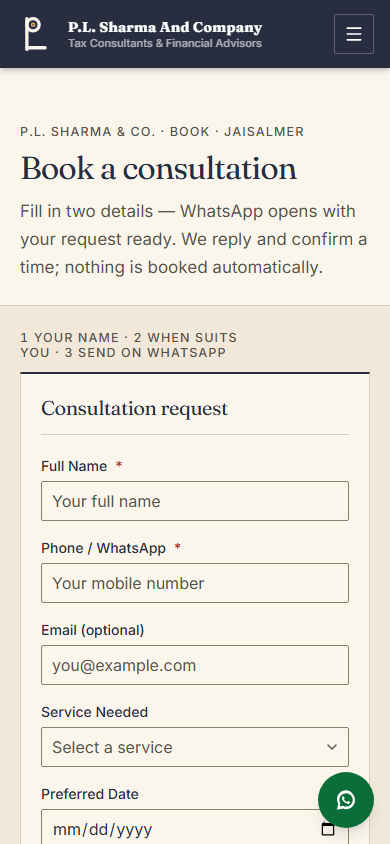 P.L. Sharma And Company
Tax Consultants & Financial Advisors
P.L. SHARMA & CO. · BOOK · JAISALMER
Book a consultation
Fill in two details — WhatsApp opens with
your request ready. We reply and confirm a
time; nothing is booked automatically.
1 YOUR NAME · 2 WHEN SUITS
YOU · 3 SEND ON WHATSAPP
Consultation request
Full Name *
Your full name
Phone / WhatsApp *
Your mobile number
Email (optional)
you@example.com
Service Needed
Select a service
Preferred Date
mm/dd/yyyy